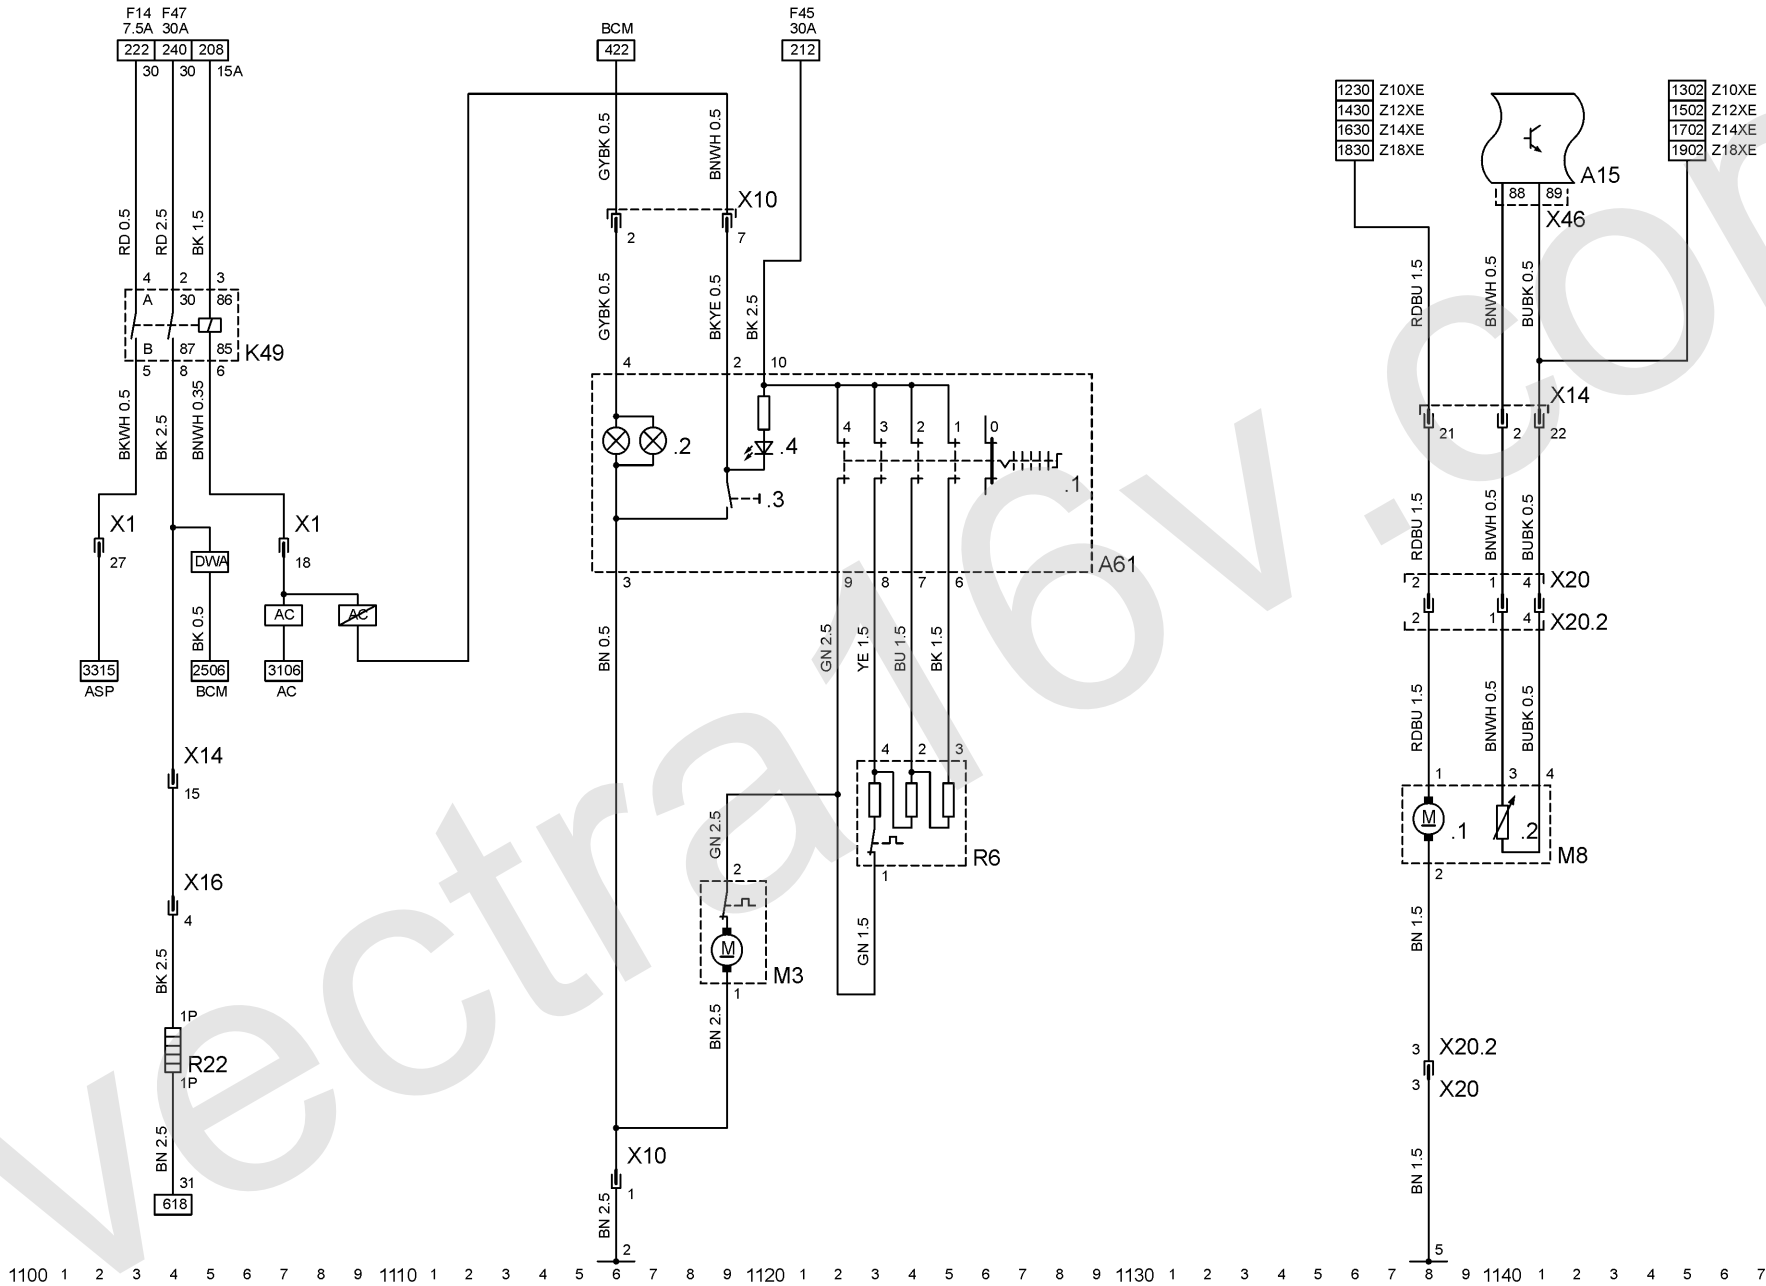 F14 F47
7.5A 30A
222 240 208
30 30 15A
BCM
422
F45
30A
212
1230 Z10XE
1430 Z12XE
1630 Z14XE
1830 Z18XE
1302 Z10XE
1502 Z12XE
1702 Z14XE
1902 Z18XE
A15
88 89
X46
RD 0.5
RD 2.5
BK 1.5
GYBK 0.5
BNWH 0.5
X10
2 7
4 2 3
A 30 86
B 87 85
K49
5 8 6
GYBK 0.5
BKYE 0.5
BK 2.5
RDBU 1.5
BNWH 0.5
BUBK 0.5
BKWH 0.5
BK 2.5
BNWH 0.35
4 2 10
.2
.4
.3
4 3 2 1 0
.1
A61
3 9 8 7 6
X14
21 2 22
X1
27
X1
18
DWA
AC
AC
BK 0.5
3315
ASP
2506
BCM
3106
AC
RDBU 1.5
BNWH 0.5
BUBK 0.5
2 1 4
X20
2 1 4
X20.2
BN 0.5
GN 2.5
YE 1.5
BU 1.5
BK 1.5
RDBU 1.5
BNWH 0.5
BUBK 0.5
X14
15
4 2 3
R6
1
1 3 4
M
.1
.2
M8
2
X16
4
GN 2.5
2
M
M3
1
GN 1.5
BN 1.5
BK 2.5
BN 2.5
1P
R22
1P
3 X20.2
3 X20
BN 2.5
31
618
X10
1
BN 2.5
2
BN 1.5
5
1100 1 2 3 4 5 6 7 8 9 1110 1 2 3 4 5 6 7 8 9 1120 1 2 3 4 5 6 7 8 9 1130 1 2 3 4 5 6 7 8 9 1140 1 2 3 4 5 6 7
vectra16v.com